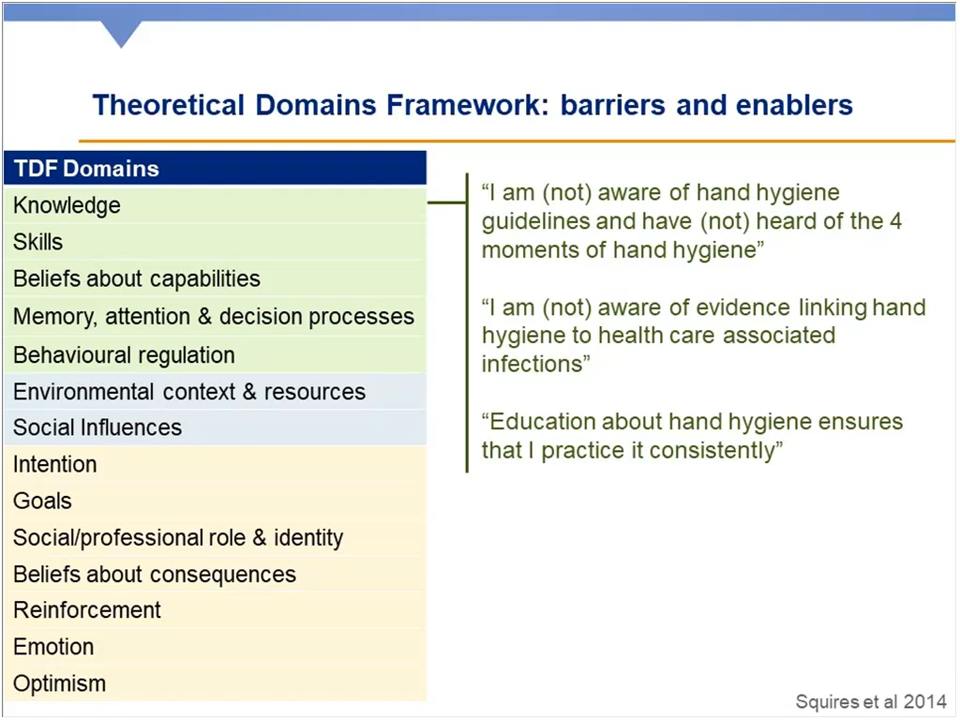 Theoretical Domains Framework: barriers and enablers
TDF Domains
Knowledge
Skills
Beliefs about capabilities
Memory, attention & decision processes
Behavioural regulation
Environmental context & resources
Social Influences
Intention
Goals
Social/professional role & identity
Beliefs about consequences
Reinforcement
Emotion
Optimism
“I am (not) aware of hand hygiene
guidelines and have (not) heard of the 4
moments of hand hygiene”
“I am (not) aware of evidence linking hand
hygiene to health care associated
infections”
“Education about hand hygiene ensures
that I practice it consistently”
Squires et al 2014